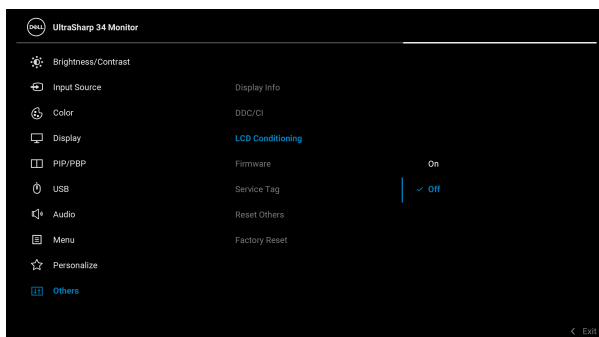 DELL UltraSharp 34 Monitor
Brightness/Contrast
Input Source Display Info
Color DDC/CI
Display LCD Conditioning
PIP/PBP Firmware On
USB Service Tag Off
Audio Reset Others
Menu Factory Reset
Personalize
Others
Exit